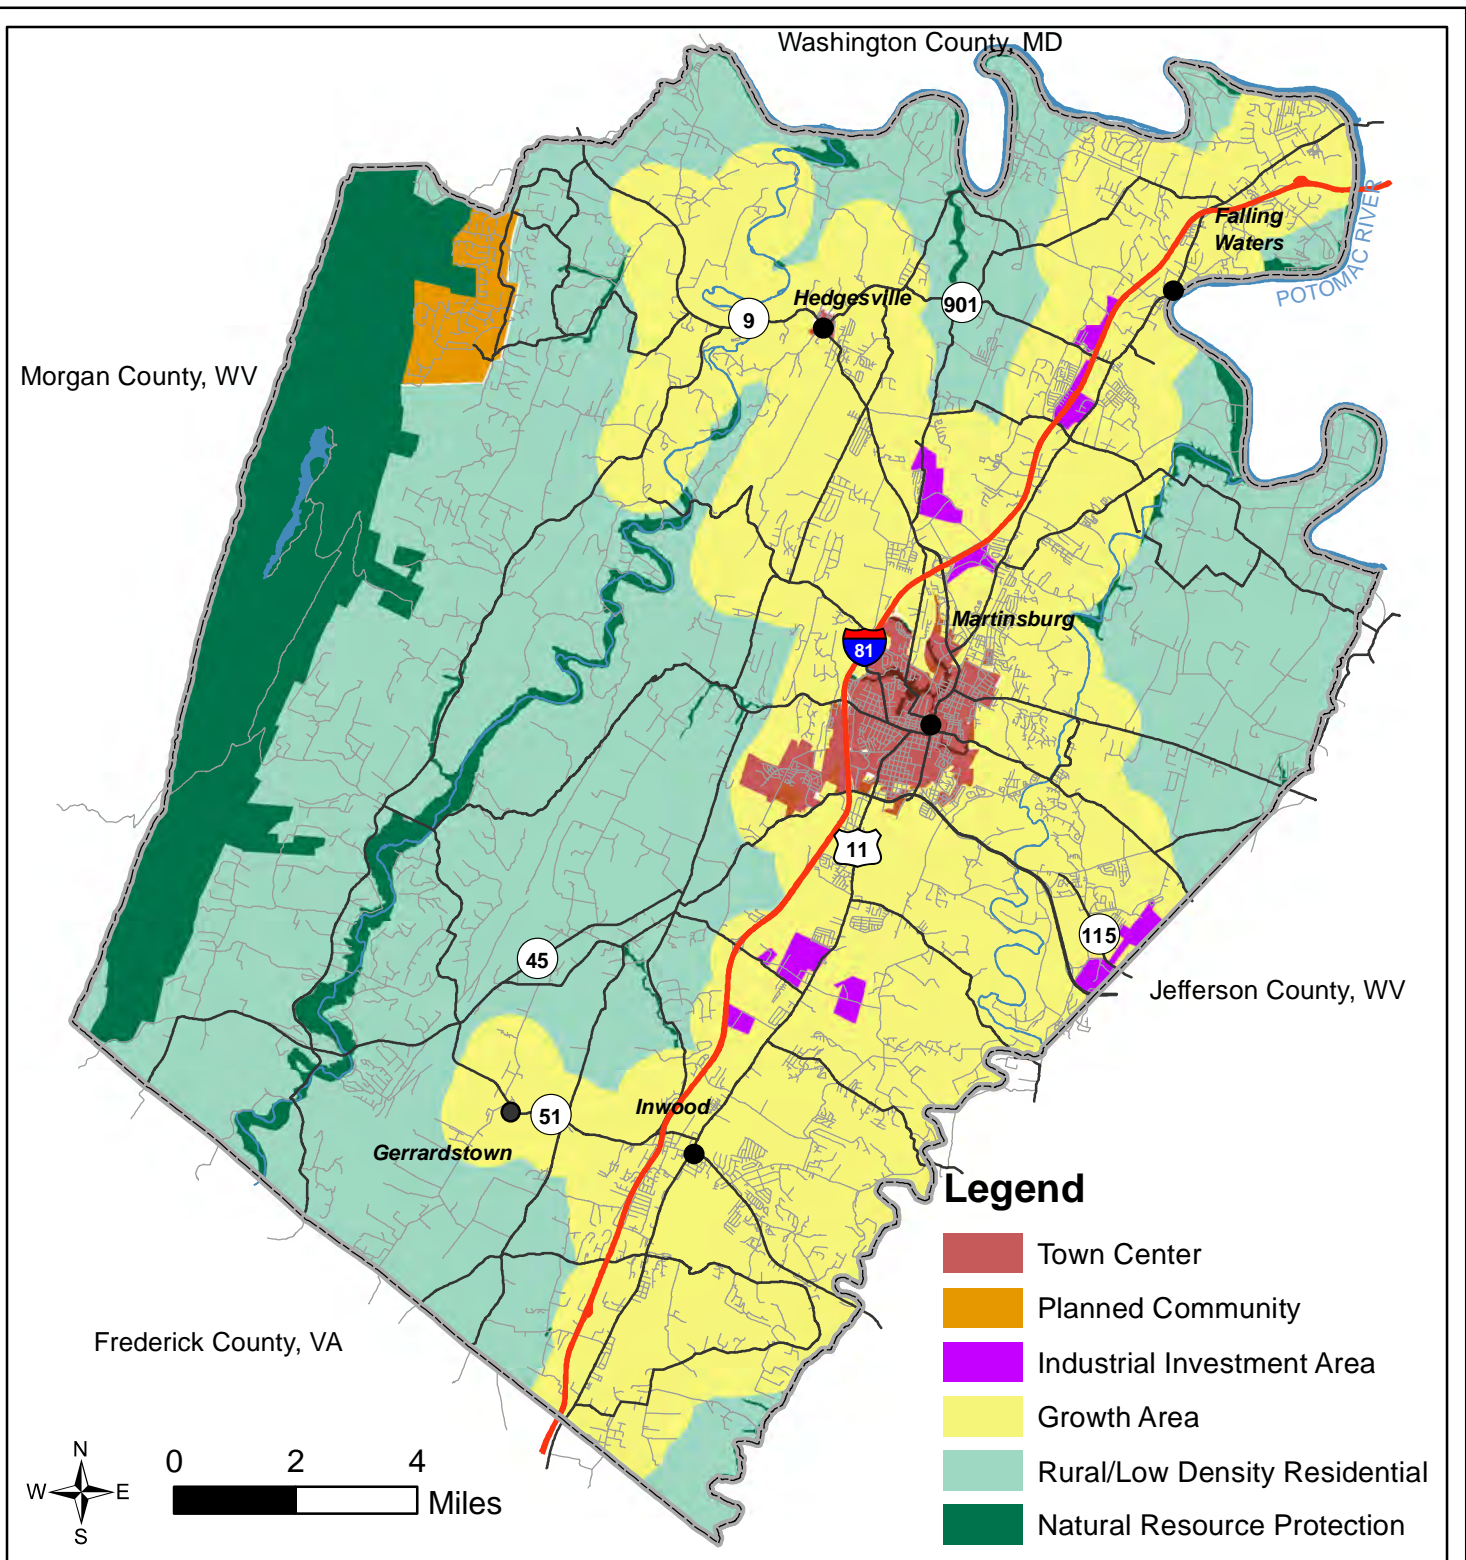 Washington County, MD
Falling
Waters
POTOMAC RIVER
Hedgesville
901
9
Morgan County, WV
Martinsburg
81
11
115
45
Jefferson County, WV
51
Inwood
Gerrardstown
Legend
Town Center
Planned Community
Industrial Investment Area
Growth Area
Rural/Low Density Residential
Natural Resource Protection
Frederick County, VA
N
W E
S
0 2 4
Miles